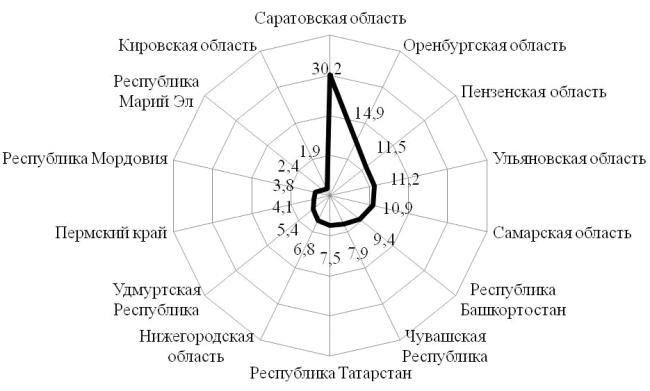 Саратовская область
Кировская область
Оренбургская область
30,2
Республика
Марий Эл
Пензенская область
14,9
1,9
11,5
Республика Мордовия
2,4
Ульяновская область
3,8
11,2
4,1
10,9
Пермский край
5,4
9,4
Самарская область
6,8
7,5
7,9
Удмуртская
Республика
Республика
Башкортостан
Нижегородская
область
Чувашская
Республика
Республика Татарстан